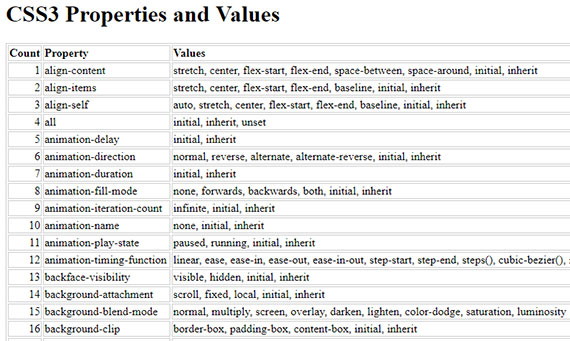 CSS3 Properties and Values
Count Property Values
1 align-content stretch, center, flex-start, flex-end, space-between, space-around, initial, inherit
2 align-items stretch, center, flex-start, flex-end, baseline, initial, inherit
3 align-self auto, stretch, center, flex-start, flex-end, baseline, initial, inherit
4 all initial, inherit, unset
5 animation-delay initial, inherit
6 animation-direction normal, reverse, alternate, alternate-reverse, initial, inherit
7 animation-duration initial, inherit
8 animation-fill-mode none, forwards, backwards, both, initial, inherit
9 animation-iteration-count infinite, initial, inherit
10 animation-name none, initial, inherit
11 animation-play-state paused, running, initial, inherit
12 animation-timing-function linear, ease, ease-in, ease-out, ease-in-out, step-start, step-end, steps(), cubic-bezier(),
13 backface-visibility visible, hidden, initial, inherit
14 background-attachment scroll, fixed, local, initial, inherit
15 background-blend-mode normal, multiply, screen, overlay, darken, lighten, color-dodge, saturation, luminosity
16 background-clip border-box, padding-box, content-box, initial, inherit